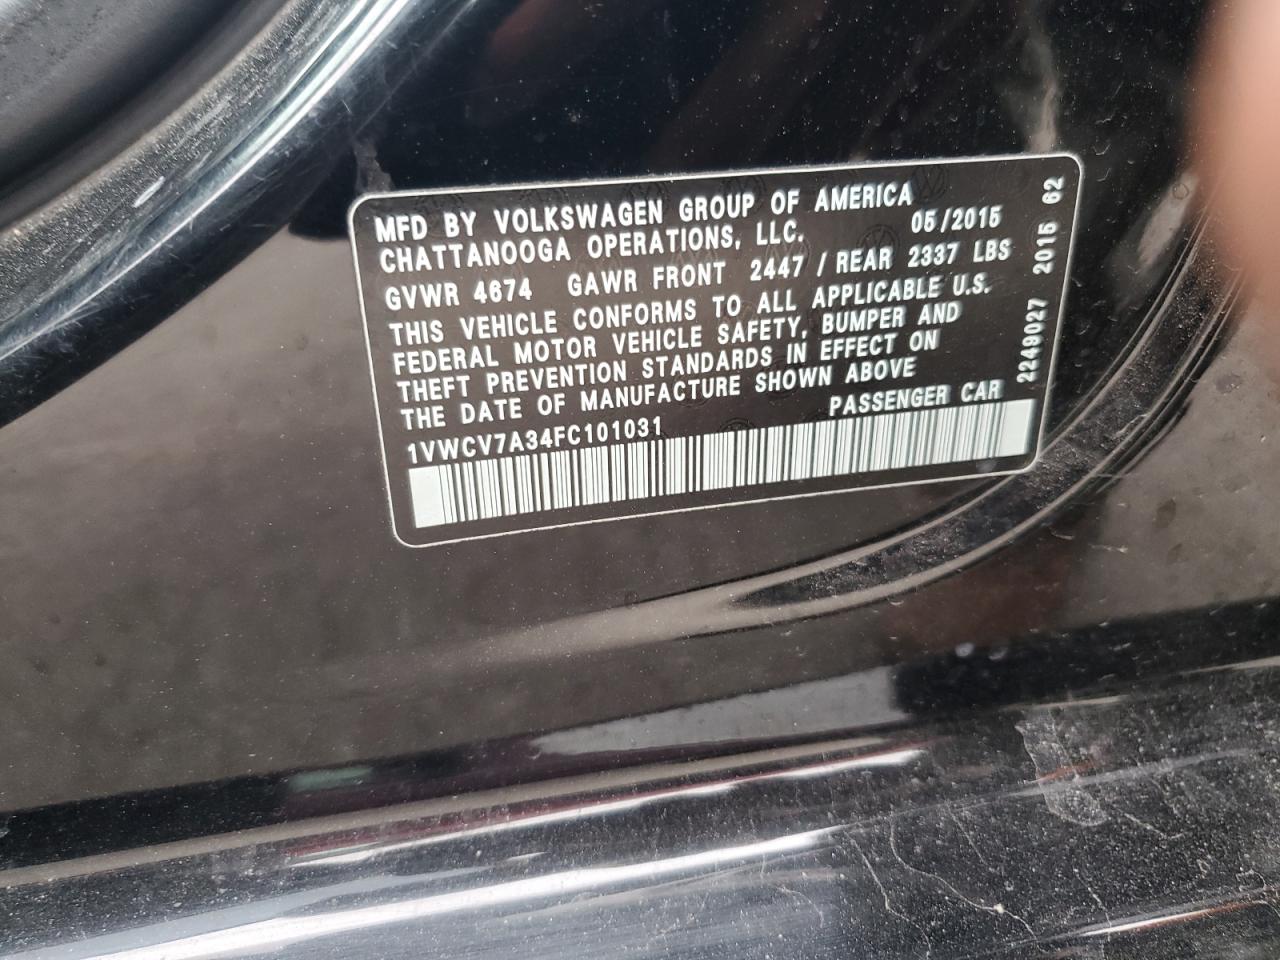 MFD BY VOLKSWAGEN GROUP OF AMERICA
CHATTANOOGA OPERATIONS, LLC. 05/2015
GVWR 4674 GAWR FRONT 2447 / REAR 2337 LBS
THIS VEHICLE CONFORMS TO ALL APPLICABLE U.S.
FEDERAL MOTOR VEHICLE SAFETY, BUMPER AND
THEFT PREVENTION STANDARDS IN EFFECT ON
THE DATE OF MANUFACTURE SHOWN ABOVE
1VWCV7A34FC101031 PASSENGER CAR
2249027 2015 62